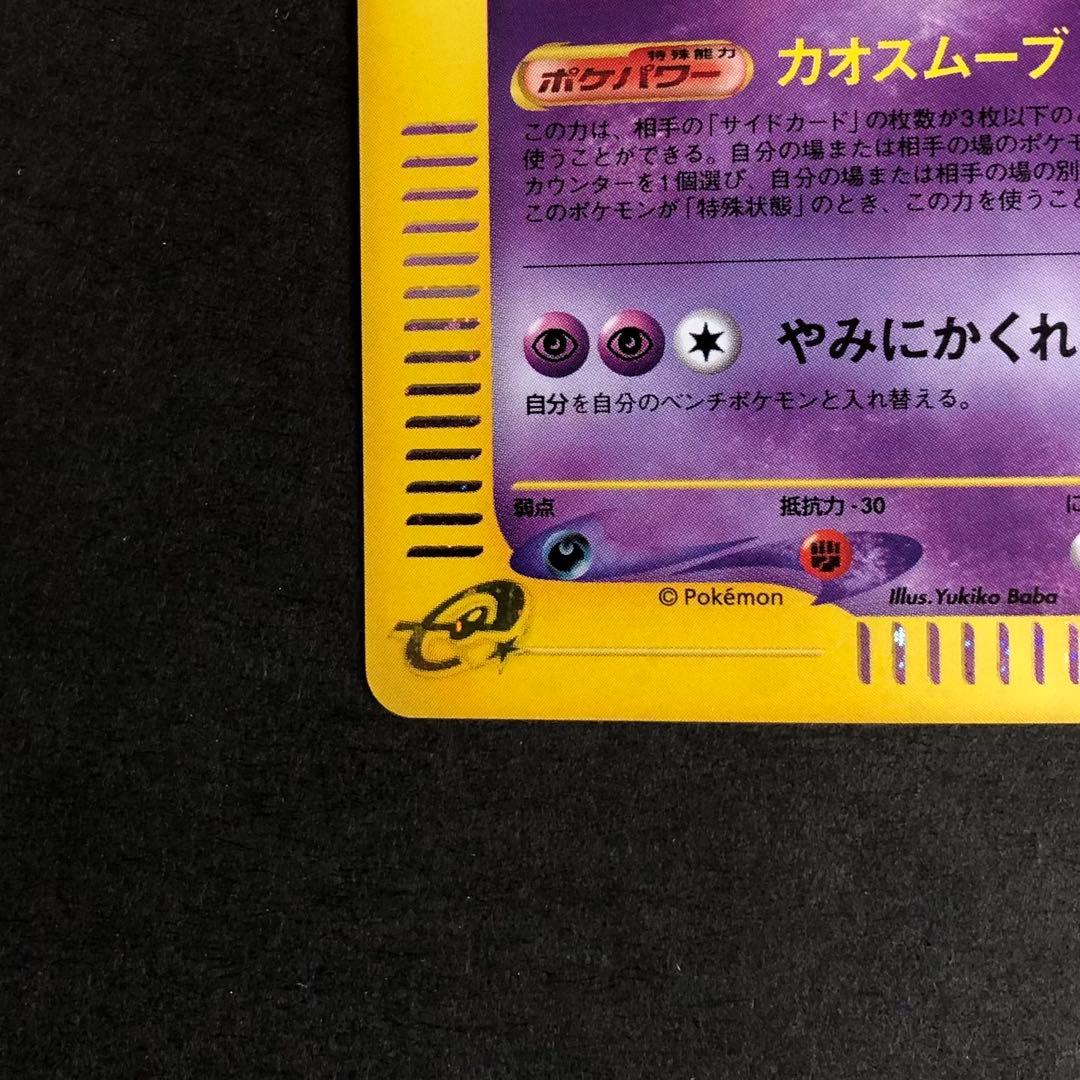 特殊能力
ポケパワー カオスムーブ
この力は、相手の「サイドカード」の枚数が3枚以下の
使うことができる。自分の場または相手の場のポケモ
カウンターを1個選び、自分の場または相手の場の別
このポケモンが「特殊状態」のとき、この力を使うこと
やみにかくれ
自分を自分のベンチポケモンと入れ替える。
弱点 抵抗力 - 30 に
© Pokémon Illus. Yukiko Baba